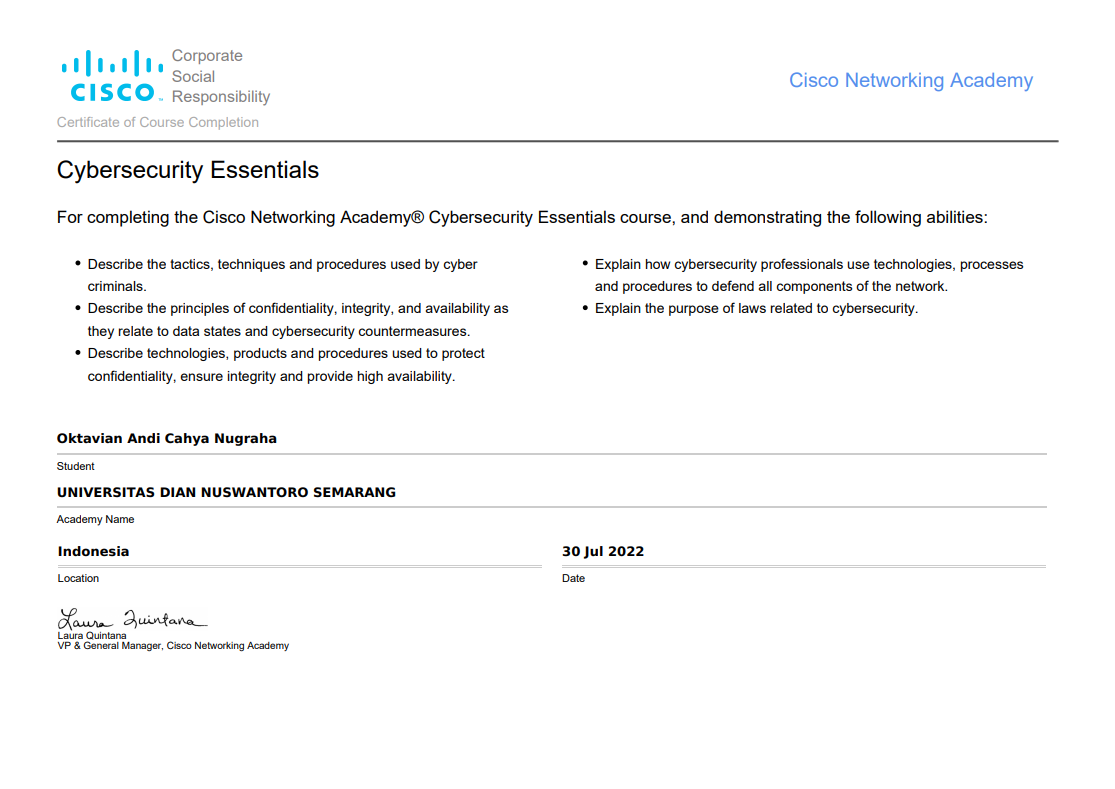 CISCO
Corporate
Social
Responsibility
Cisco Networking Academy
Certificate of Course Completion
Cybersecurity Essentials
For completing the Cisco Networking Academy® Cybersecurity Essentials course, and demonstrating the following abilities:
• Describe the tactics, techniques and procedures used by cyber
criminals.
• Describe the principles of confidentiality, integrity, and availability as
they relate to data states and cybersecurity countermeasures.
• Describe technologies, products and procedures used to protect
confidentiality, ensure integrity and provide high availability.
• Explain how cybersecurity professionals use technologies, processes
and procedures to defend all components of the network.
• Explain the purpose of laws related to cybersecurity.
Oktavian Andi Cahya Nugraha
Student
UNIVERSITAS DIAN NUSWANTORO SEMARANG
Academy Name
Indonesia
Location
30 Jul 2022
Date
Laura Quintana
Laura Quintana
VP & General Manager, Cisco Networking Academy